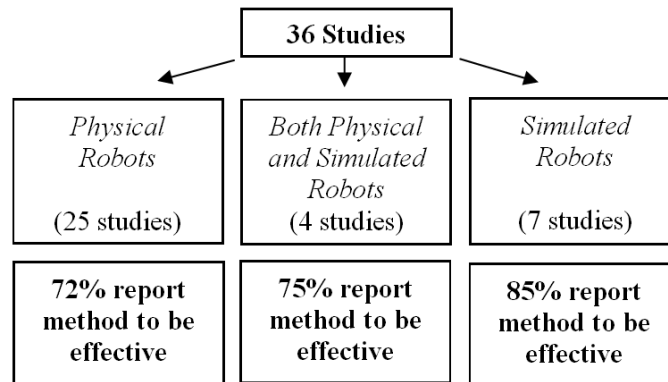 36 Studies
Physical
Robots
(25 studies)
Both Physical
and Simulated
Robots
(4 studies)
Simulated
Robots
(7 studies)
72% report
method to be
effective
75% report
method to be
effective
85% report
method to be
effective